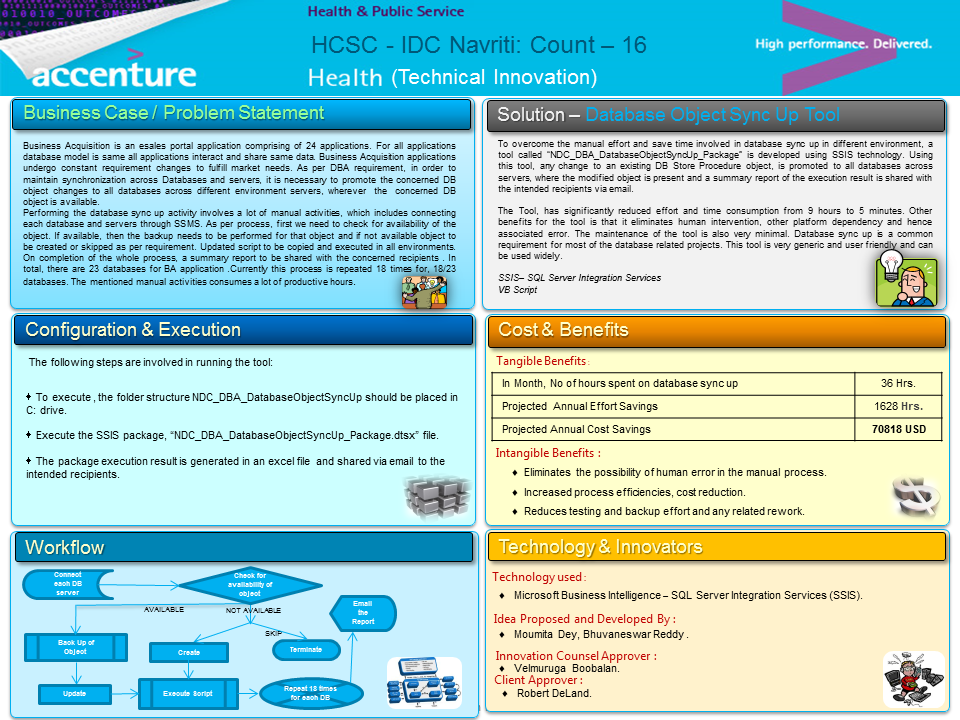 Health & Public Service
HCSC - IDC Navriti: Count – 16
Health (Technical Innovation)
accenture
High performance. Delivered.
Business Case / Problem Statement
Business Acquisition is an esales portal application comprising of 24 applications. For all applications
database model is same all applications interact and share same data. Business Acquisition applications
undergo constant requirement changes to fulfill market needs. As per DBA requirement, in order to
maintain synchronization across Databases and servers, it is necessary to promote the concerned DB
object changes to all databases across different environment servers, wherever the concerned DB
object is available.
Performing the database sync up activity involves a lot of manual activities, which includes connecting
each database and servers through SSMS. As per process, first we need to check for availability of the
object. If available, then the backup needs to be performed for that object and if not available object to
be created or skipped as per requirement. Updated script to be copied and executed in all environments.
On completion of the whole process, a summary report to be shared with the concerned recipients . In
total, there are 23 databases for BA application .Currently this process is repeated 18 times for, 18/23
databases. The mentioned manual activities consumes a lot of productive hours.
Solution – Database Object Sync Up Tool
To overcome the manual effort and save time involved in database sync up in different environment, a
tool called "NDC_DBA_DatabaseObjectSyncUp_Package" is developed using SSIS technology. Using
this tool, any change to an existing DB Store Procedure object, is promoted to all databases across
servers, where the modified object is present and a summary report of the execution result is shared with
the intended recipients via email.
The Tool, has significantly reduced effort and time consumption from 9 hours to 5 minutes. Other
benefits for the tool is that it eliminates human intervention, other platform dependency and hence
associated error. The maintenance of the tool is also very minimal. Database sync up is a common
requirement for most of the database related projects. This tool is very generic and user friendly and can
be used widely.
SSIS– SQL Server Integration Services
VB Script
Configuration & Execution
The following steps are involved in running the tool:
To execute , the folder structure NDC_DBA_DatabaseObjectSyncUp should be placed in
C: drive.
Execute the SSIS package, “NDC_DBA_DatabaseObjectSyncUp_Package.dtsx” file.
The package execution result is generated in an excel file and shared via email to the
intended recipients.
Cost & Benefits
Tangible Benefits:
In Month, No of hours spent on database sync up 36 Hrs.
Projected Annual Effort Savings 1628 Hrs.
Projected Annual Cost Savings 70818 USD
Intangible Benefits :
♦ Eliminates the possibility of human error in the manual process.
♦ Increased process efficiencies, cost reduction.
♦ Reduces testing and backup effort and any related rework.
Workflow
Connect
each DB
server
Check for
availability of
object
AVAILABLE
NOT AVAILABLE
SKIP
Email
the
Report
Back Up of
Object
Create
Terminate
Update
Execute Script
Repeat 18 times
for each DB
Technology & Innovators
Technology used:
♦ Microsoft Business Intelligence – SQL Server Integration Services (SSIS).
Idea Proposed and Developed By :
♦ Moumita Dey, Bhuvaneswar Reddy .
Innovation Counsel Approver :
♦ Velmuruga Boobalan.
Client Approver :
♦ Robert DeLand.